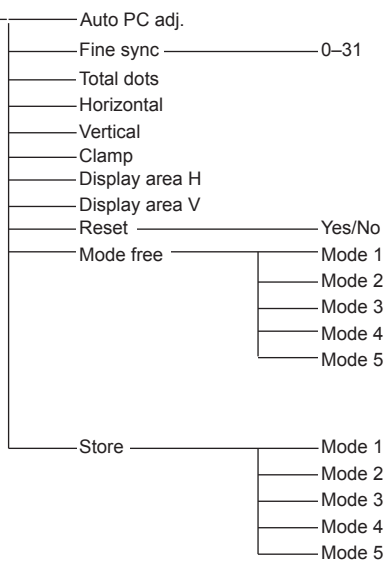 Auto PC adj.
Fine sync 0–31
Total dots
Horizontal
Vertical
Clamp
Display area H
Display area V
Reset Yes/No
Mode free Mode 1
Mode 2
Mode 3
Mode 4
Mode 5
Store Mode 1
Mode 2
Mode 3
Mode 4
Mode 5